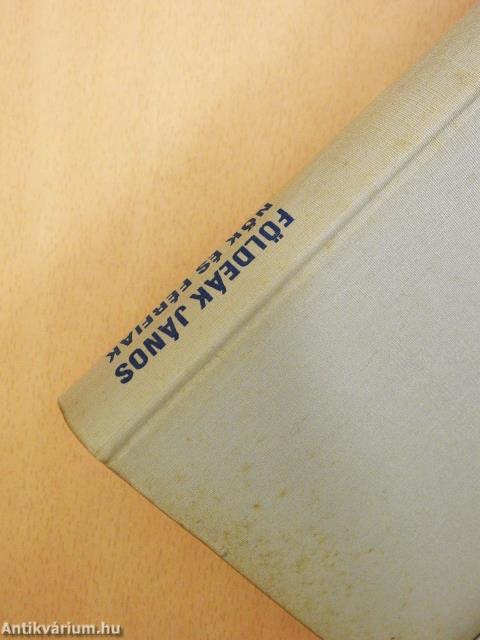 FÖLDEÁK JÁNOS
NŐK ÉS FÉRFIAK
Antikvárium.hu